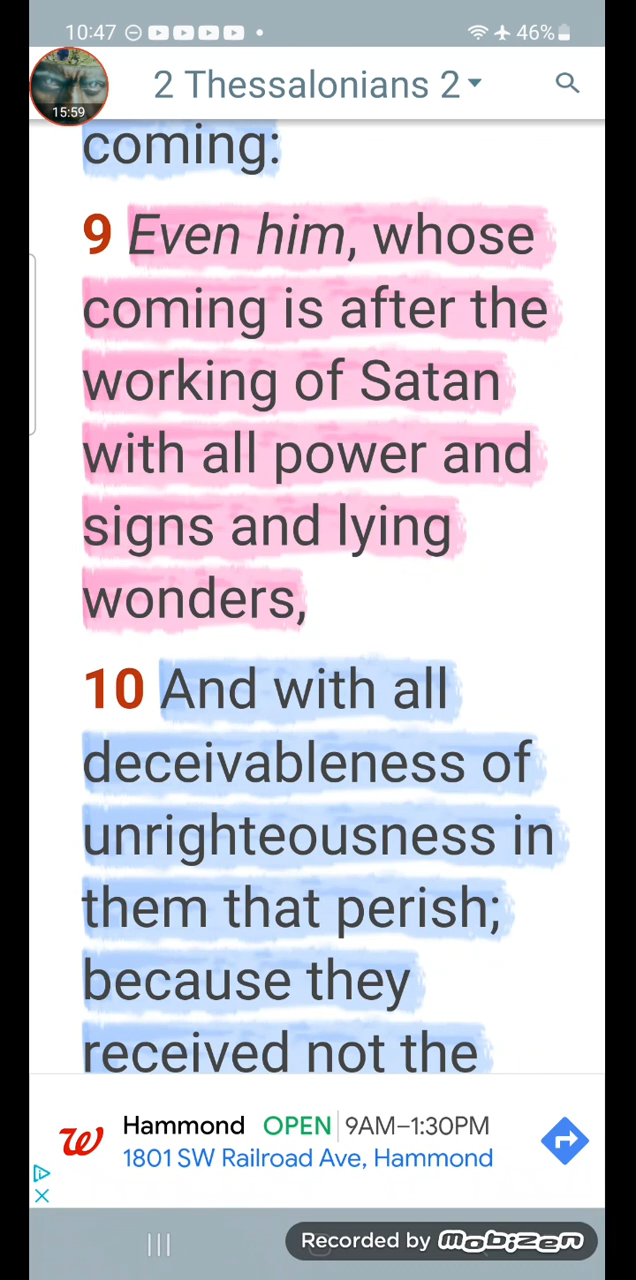 10:47 46%
15:59
2 Thessalonians 2
coming:
9 Even him, whose
coming is after the
working of Satan
with all power and
signs and lying
wonders,
10 And with all
deceivableness of
unrighteousness in
them that perish;
because they
received not the
Hammond OPEN 9AM–1:30PM
1801 SW Railroad Ave, Hammond
Recorded by mobizen